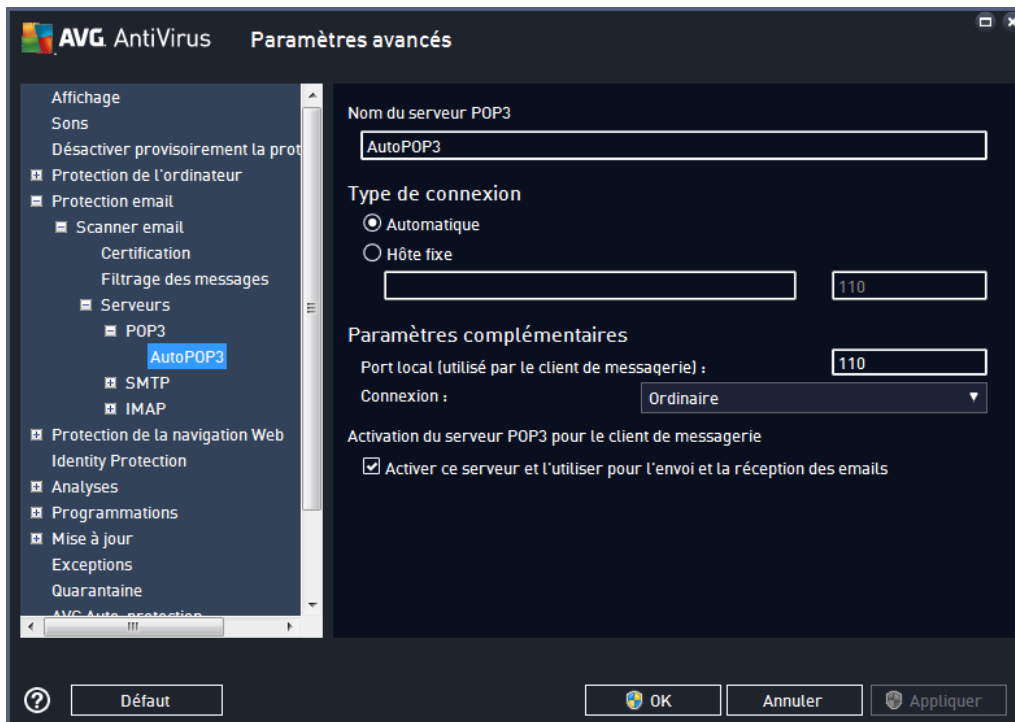 AVG. AntiVirus Paramètres avancés
Affichage
Sons
Désactiver provisoirement la prot
Protection de l'ordinateur
Protection email
Scanner email
Certification
Filtrage des messages
Serveurs
POP3
AutoPOP3
SMTP
IMAP
Protection de la navigation Web
Identity Protection
Analyses
Programmations
Mise à jour
Exceptions
Quarantaine
AVG Auto-protection
Nom du serveur POP3
AutoPOP3
Type de connexion
Automatique
Hôte fixe
110
Paramètres complémentaires
Port local (utilisé par le client de messagerie) : 110
Connexion : Ordinaire
Activation du serveur POP3 pour le client de messagerie
Activer ce serveur et l'utiliser pour l'envoi et la réception des emails
? Défaut OK Annuler Appliquer